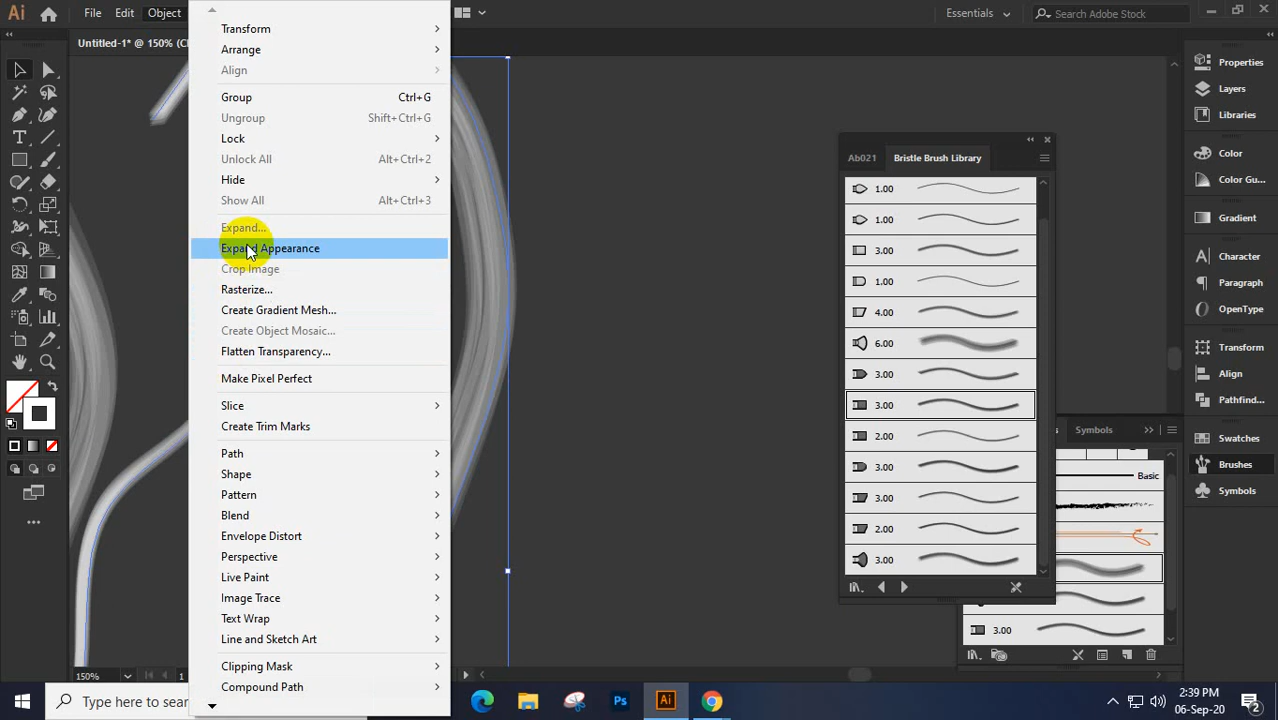 Ai
File
Edit
Object
Essentials
Search Adobe Stock
Untitled-1* @ 150% (C
Transform
Arrange
Align
Group Ctrl+G
Ungroup Shift+Ctrl+G
Lock
Unlock All Alt+Ctrl+2
Hide
Show All Alt+Ctrl+3
Expand...
Expand Appearance
Crop Image
Rasterize...
Create Gradient Mesh...
Create Object Mosaic...
Flatten Transparency...
Make Pixel Perfect
Slice
Create Trim Marks
Path
Shape
Pattern
Blend
Envelope Distort
Perspective
Live Paint
Image Trace
Text Wrap
Line and Sketch Art
Clipping Mask
Compound Path
Ab021 Bristle Brush Library
1.00
1.00
3.00
1.00
4.00
6.00
3.00
3.00
2.00
3.00
3.00
2.00
3.00
Symbols
Basic
3.00
Properties
Layers
Libraries
Color
Color Gu...
Gradient
Character
Paragraph
OpenType
Transform
Align
Pathfind...
Swatches
Brushes
Symbols
150%
1
Type here to sear
Ps
Ai
2:39 PM
06-Sep-20
2